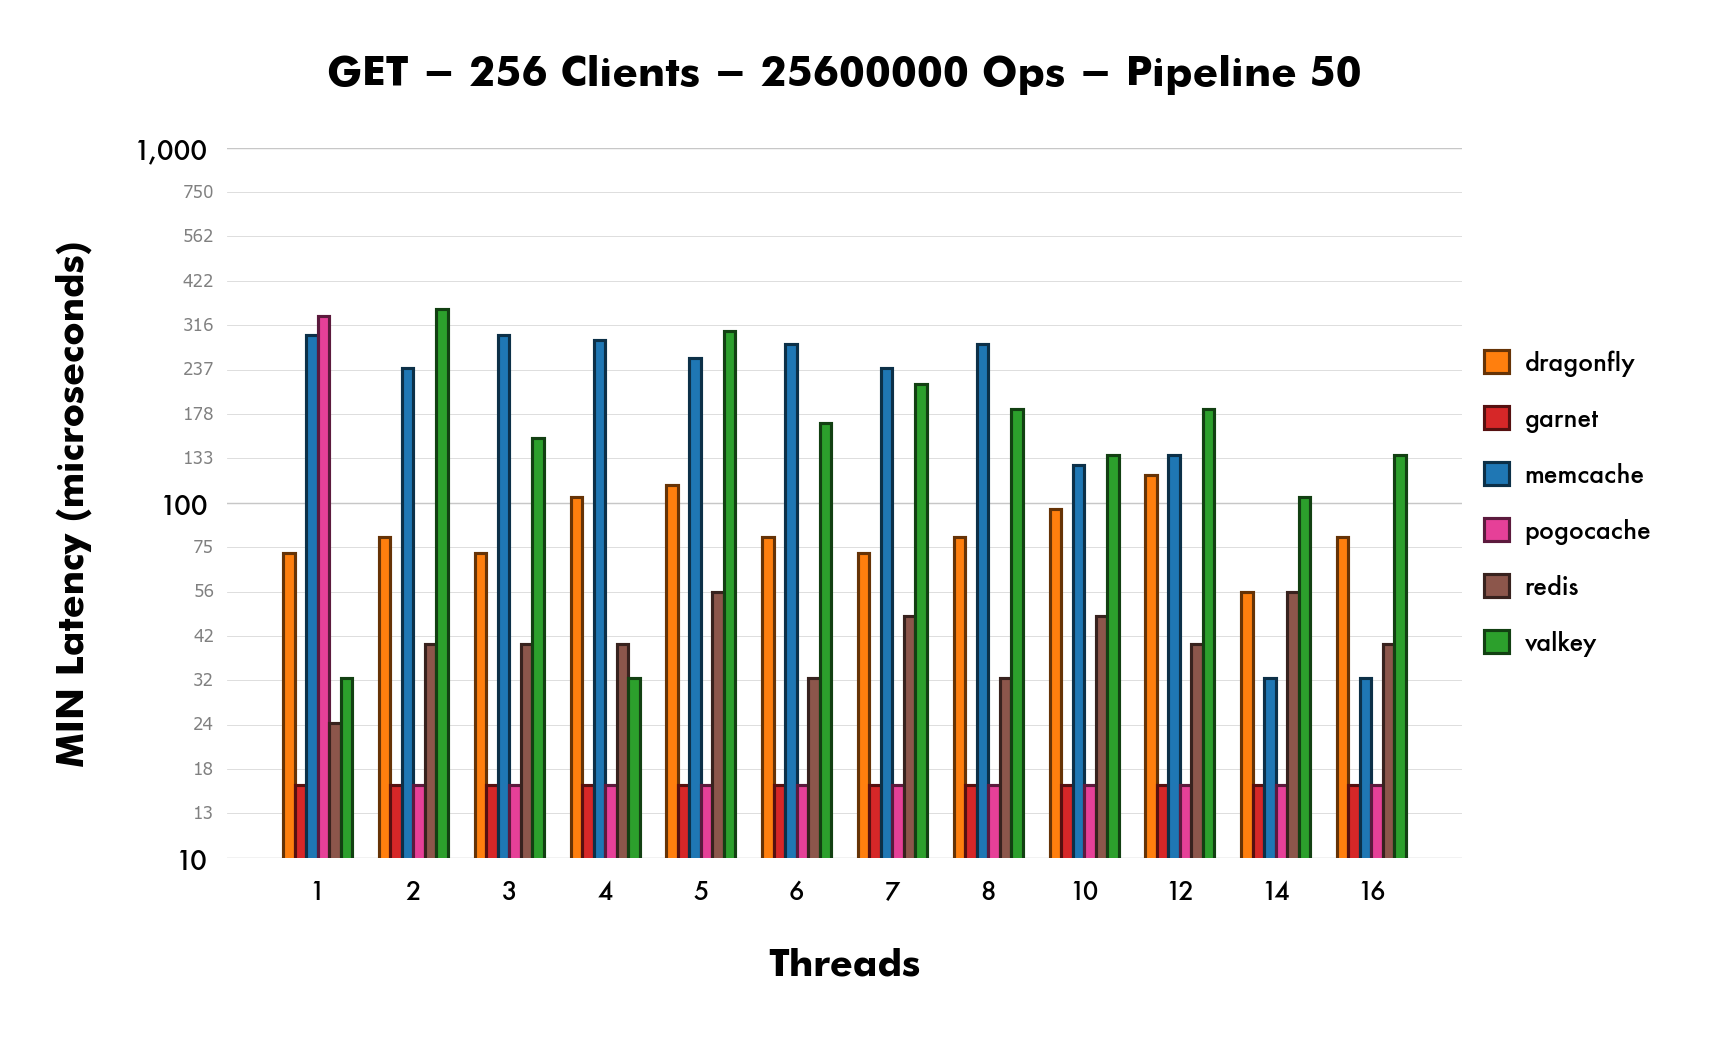 GET – 256 Clients – 25600000 Ops – Pipeline 50
MIN Latency (microseconds)
1,000
750
562
422
316
237
178
133
100
75
56
42
32
24
18
13
10
1 2 3 4 5 6 7 8 10 12 14 16
Threads
dragonfly
garnet
memcache
pogocache
redis
valkey